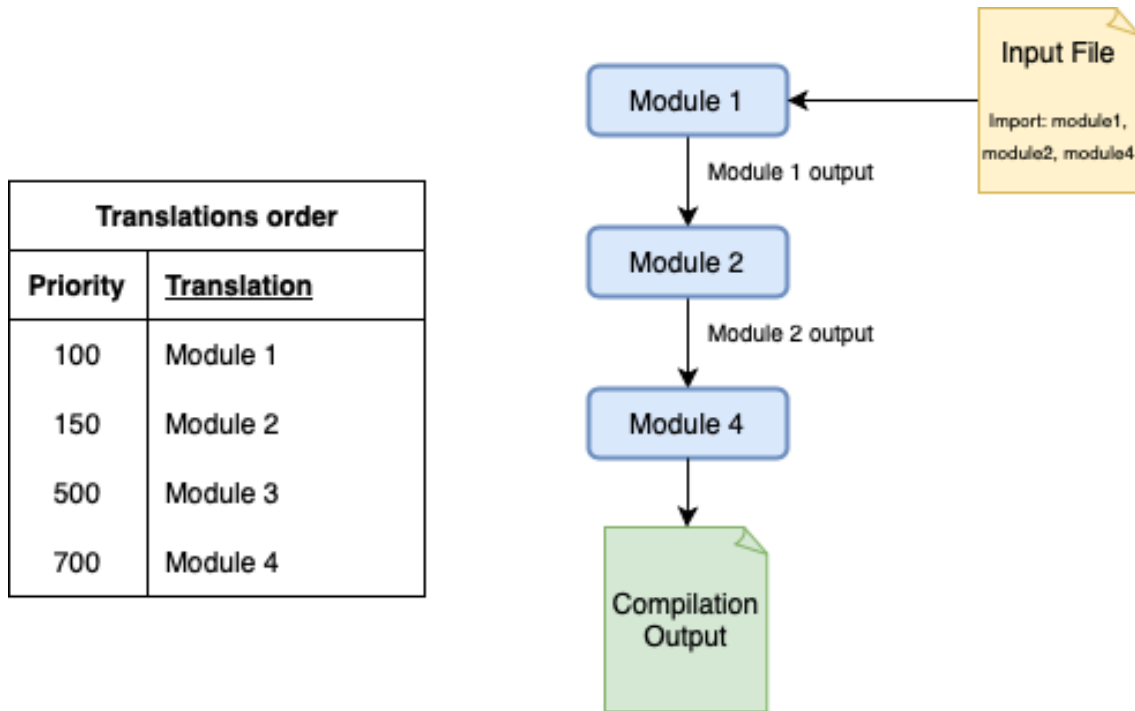 Translations order
Priority Translation
100 Module 1
150 Module 2
500 Module 3
700 Module 4
Input File
Import: module1,
module2, module4
Module 1
Module 1 output
Module 2
Module 2 output
Module 4
Compilation
Output